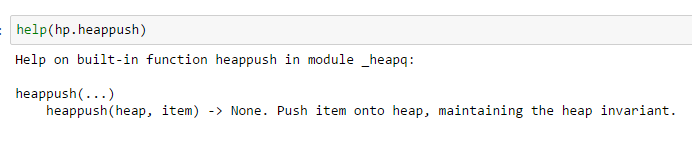 help(hp.heappush)
Help on built-in function heappush in module _heapq:
heappush(...)
heappush(heap, item) -> None. Push item onto heap, maintaining the heap invariant.